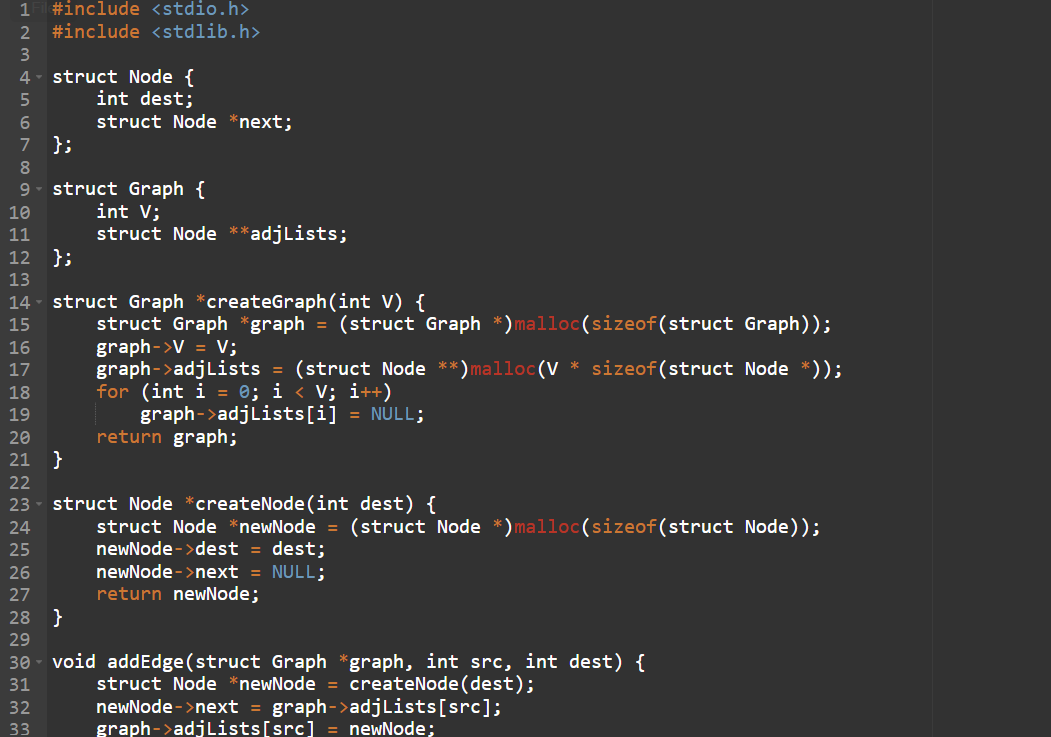 1 #include <stdio.h>
2 #include <stdlib.h>
3
4 struct Node {
5     int dest;
6     struct Node *next;
7 };
8
9 struct Graph {
10     int V;
11     struct Node **adjLists;
12 };
13
14 struct Graph *createGraph(int V) {
15     struct Graph *graph = (struct Graph *)malloc(sizeof(struct Graph));
16     graph->V = V;
17     graph->adjLists = (struct Node **)malloc(V * sizeof(struct Node *));
18     for (int i = 0; i < V; i++)
19         graph->adjLists[i] = NULL;
20     return graph;
21 }
22
23 struct Node *createNode(int dest) {
24     struct Node *newNode = (struct Node *)malloc(sizeof(struct Node));
25     newNode->dest = dest;
26     newNode->next = NULL;
27     return newNode;
28 }
29
30 void addEdge(struct Graph *graph, int src, int dest) {
31     struct Node *newNode = createNode(dest);
32     newNode->next = graph->adjLists[src];
33     graph->adjLists[src] = newNode;